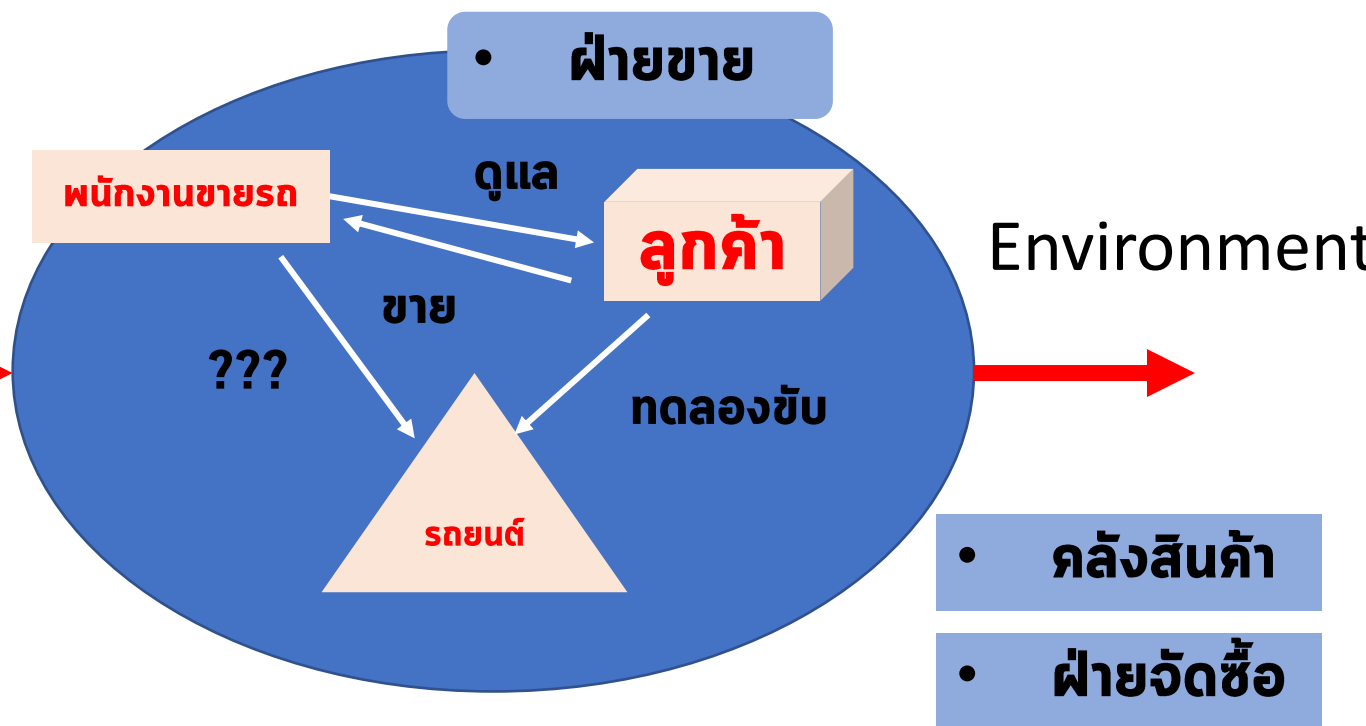 • ฝ่ายขาย
พนักงานขายรถ
ดูแล
ลูกค้า
Environment
ขาย
???
ทดลองขับ
รถยนต์
• คลังสินค้า
• ฝ่ายจัดซื้อ